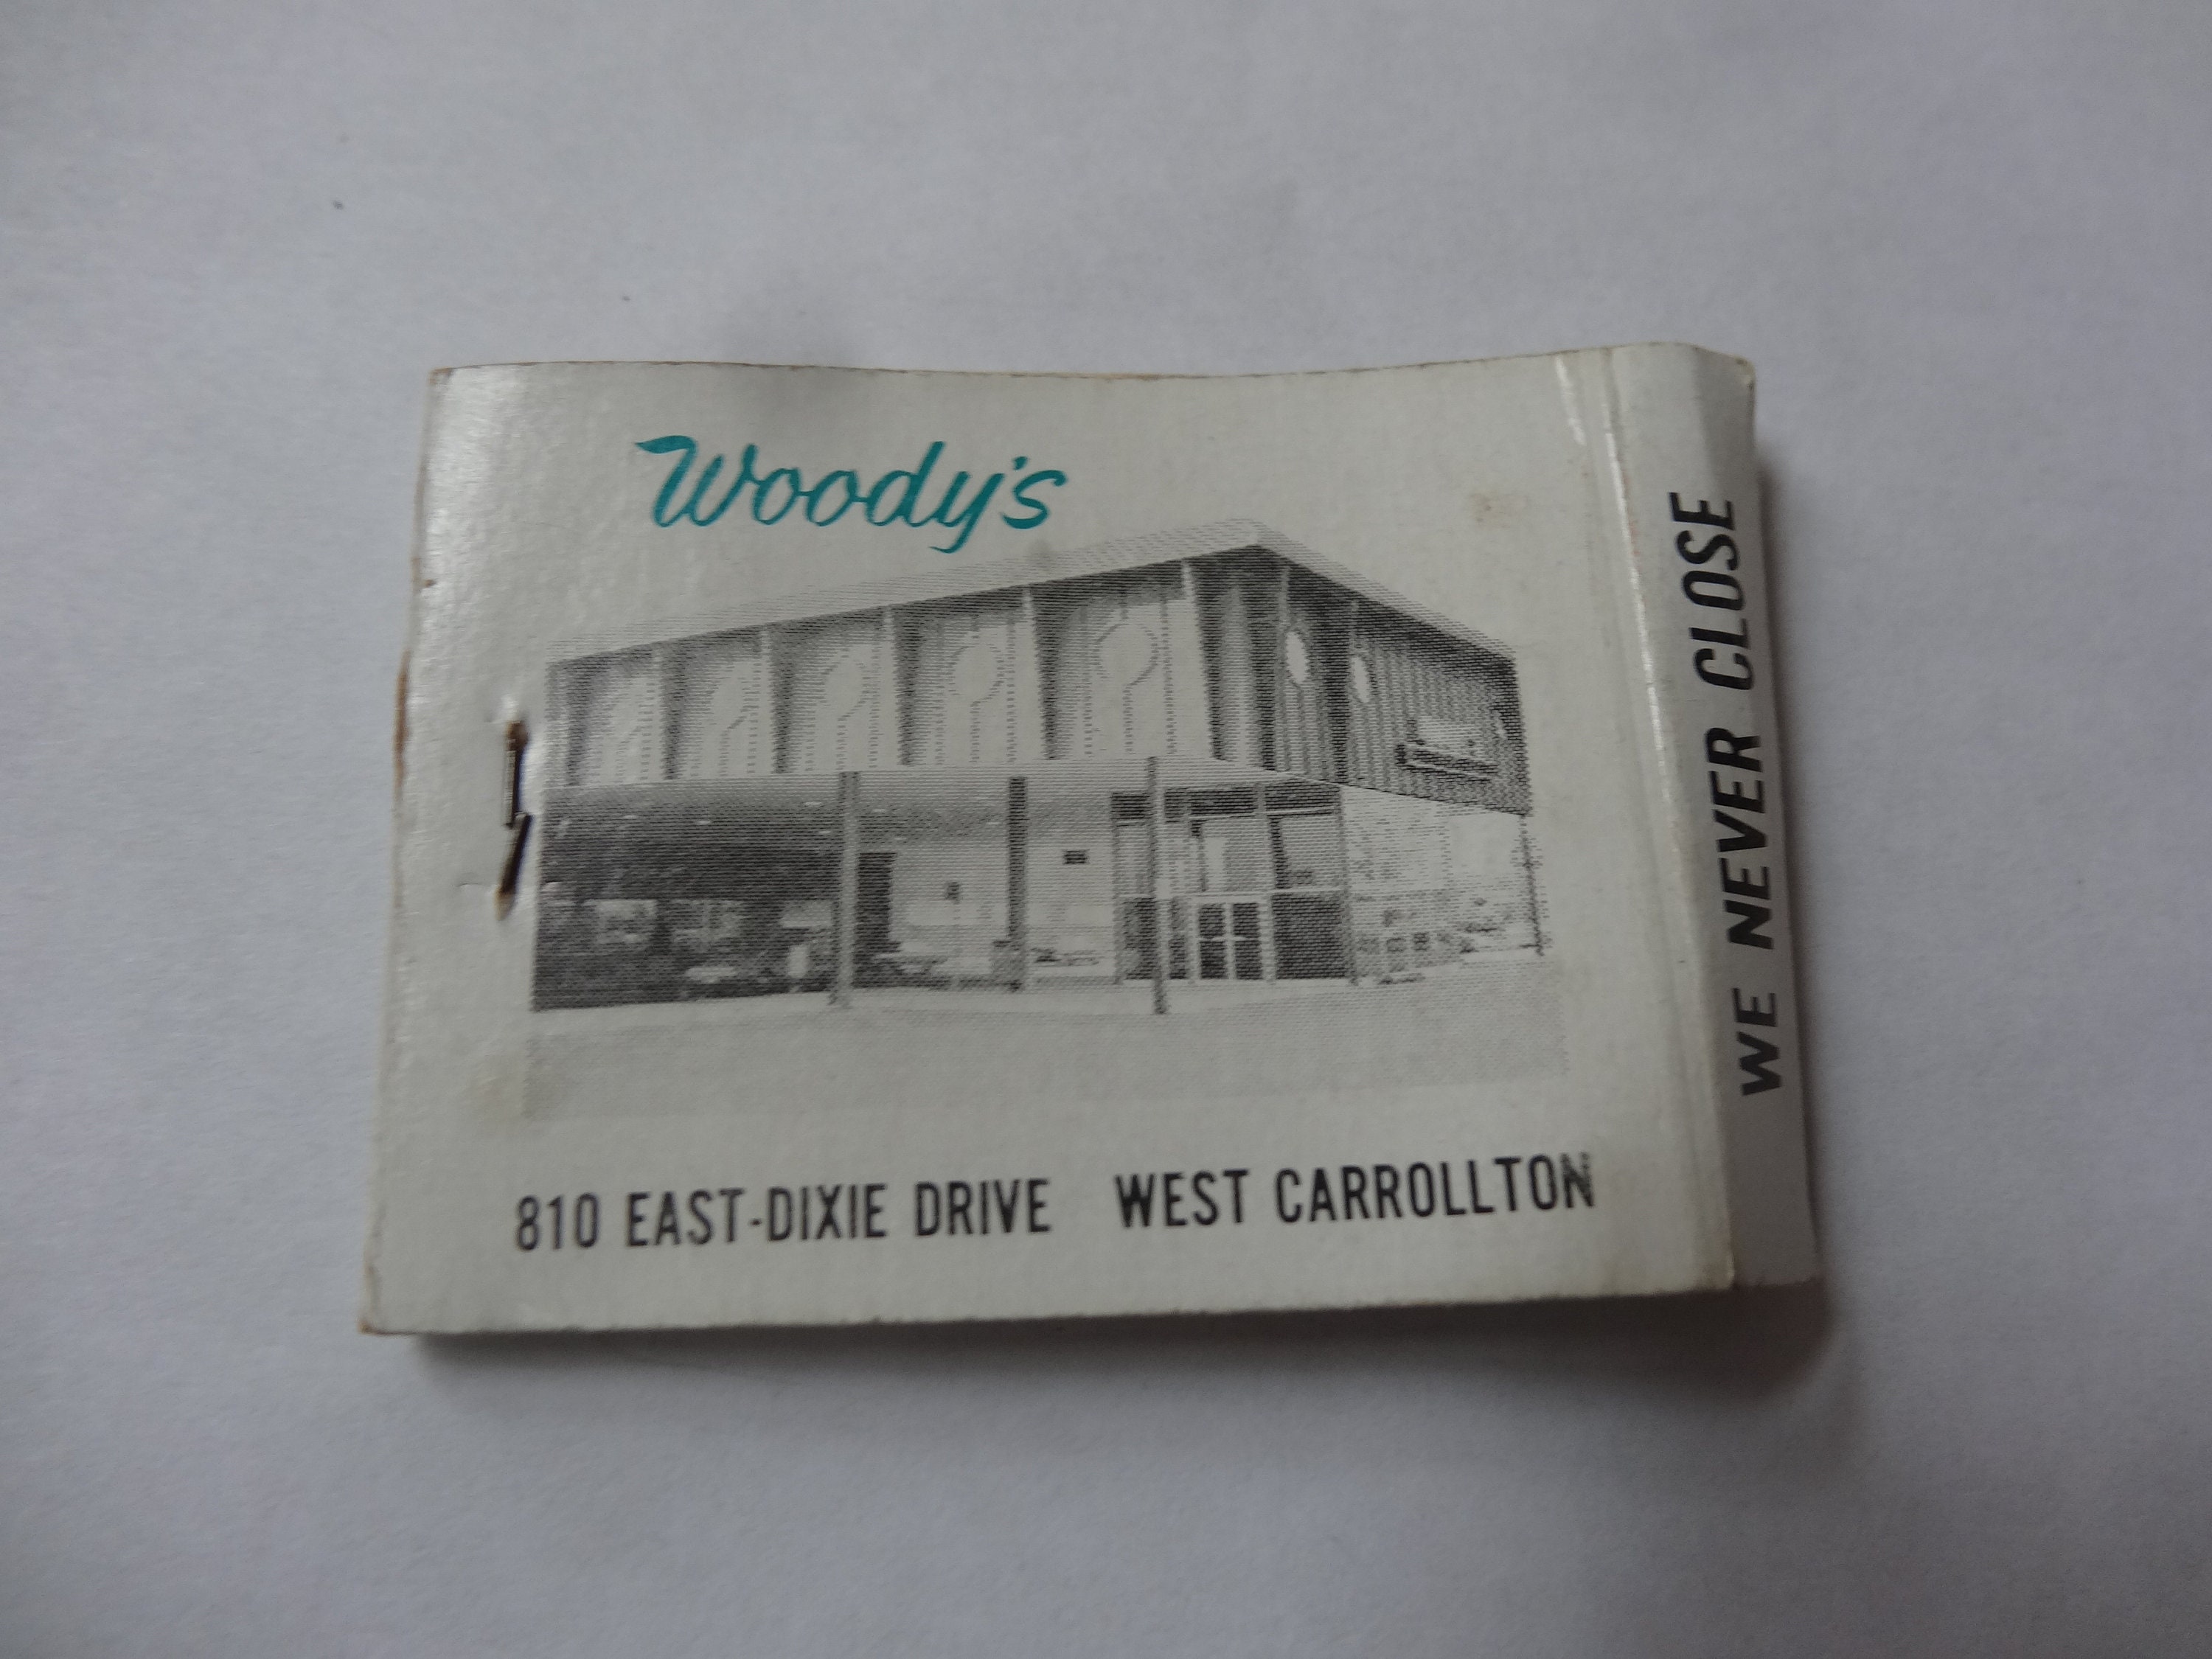 Woody's
810 EAST-DIXIE DRIVE WEST CARROLLTON
WE NEVER CLOSE